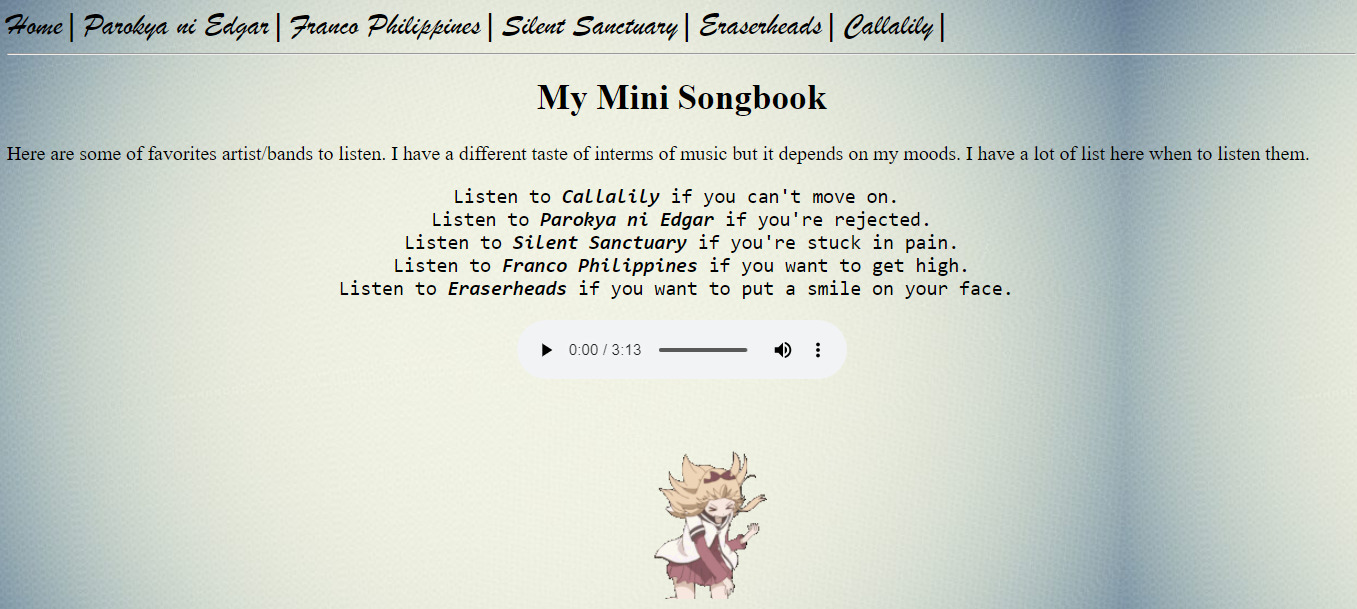 Home | Parokya ni Edgar | Franco Philippines | Silent Sanctuary | Eraserheads | Callalily |
My Mini Songbook
Here are some of favorites artist/bands to listen. I have a different taste of interms of music but it depends on my moods. I have a lot of list here when to listen them.
Listen to Callalily if you can't move on.
Listen to Parokya ni Edgar if you're rejected.
Listen to Silent Sanctuary if you're stuck in pain.
Listen to Franco Philippines if you want to get high.
Listen to Eraserheads if you want to put a smile on your face.
0:00 / 3:13